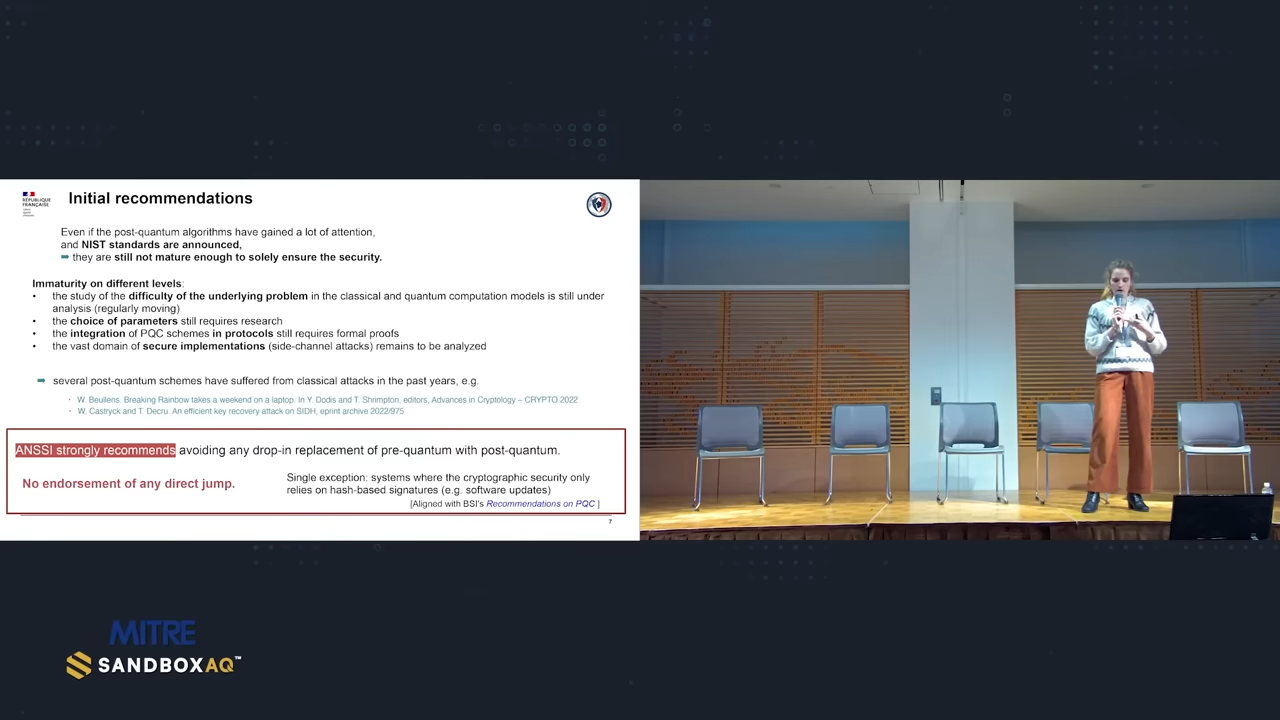 RÉPUBLIQUE
FRANÇAISE
Initial recommendations
Even if the post-quantum algorithms have gained a lot of attention,
and NIST standards are announced,
➡ they are still not mature enough to solely ensure the security.
Immaturity on different levels:
• the study of the difficulty of the underlying problem in the classical and quantum computation models is still under
analysis (regularly moving)
• the choice of parameters still requires research
• the integration of PQC schemes in protocols still requires formal proofs
• the vast domain of secure implementations (side-channel attacks) remains to be analyzed
➡ several post-quantum schemes have suffered from classical attacks in the past years, e.g.
• W. Beullens. Breaking Rainbow takes a weekend on a laptop. In Y. Dodis and T. Shrimpton, editors, Advances in Cryptology – CRYPTO 2022
• W. Castryck and T. Decru. An efficient key recovery attack on SIDH, eprint archive 2022/975
ANSSI strongly recommends avoiding any drop-in replacement of pre-quantum with post-quantum.
No endorsement of any direct jump.
Single exception: systems where the cryptographic security only
relies on hash-based signatures (e.g. software updates)
[Aligned with BSI's Recommendations on PQC ]
7
MITRE
SANDBOXAQ™